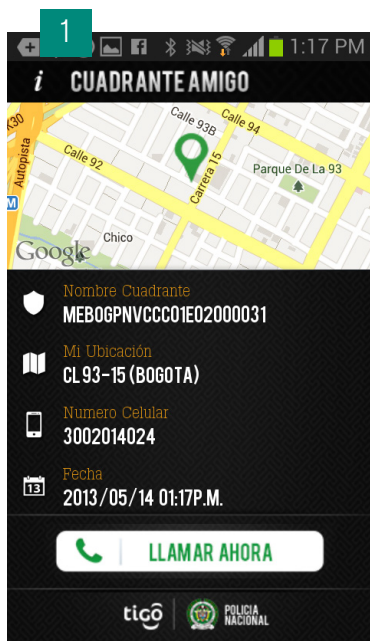 1
1:17 PM
i CUADRANTE AMIGO
K30
Calle 93B
Calle 94
Autopista
Calle 92
Carrera 15
Parque De La 93
M
Chico
Google
Nombre Cuadrante
MEBOGPNVCCC01E02000031
Mi Ubicación
CL 93-15 (BOGOTA)
Numero Celular
3002014024
Fecha
13
2013/05/14 01:17P.M.
LLAMAR AHORA
tigo
POLICIA
NACIONAL